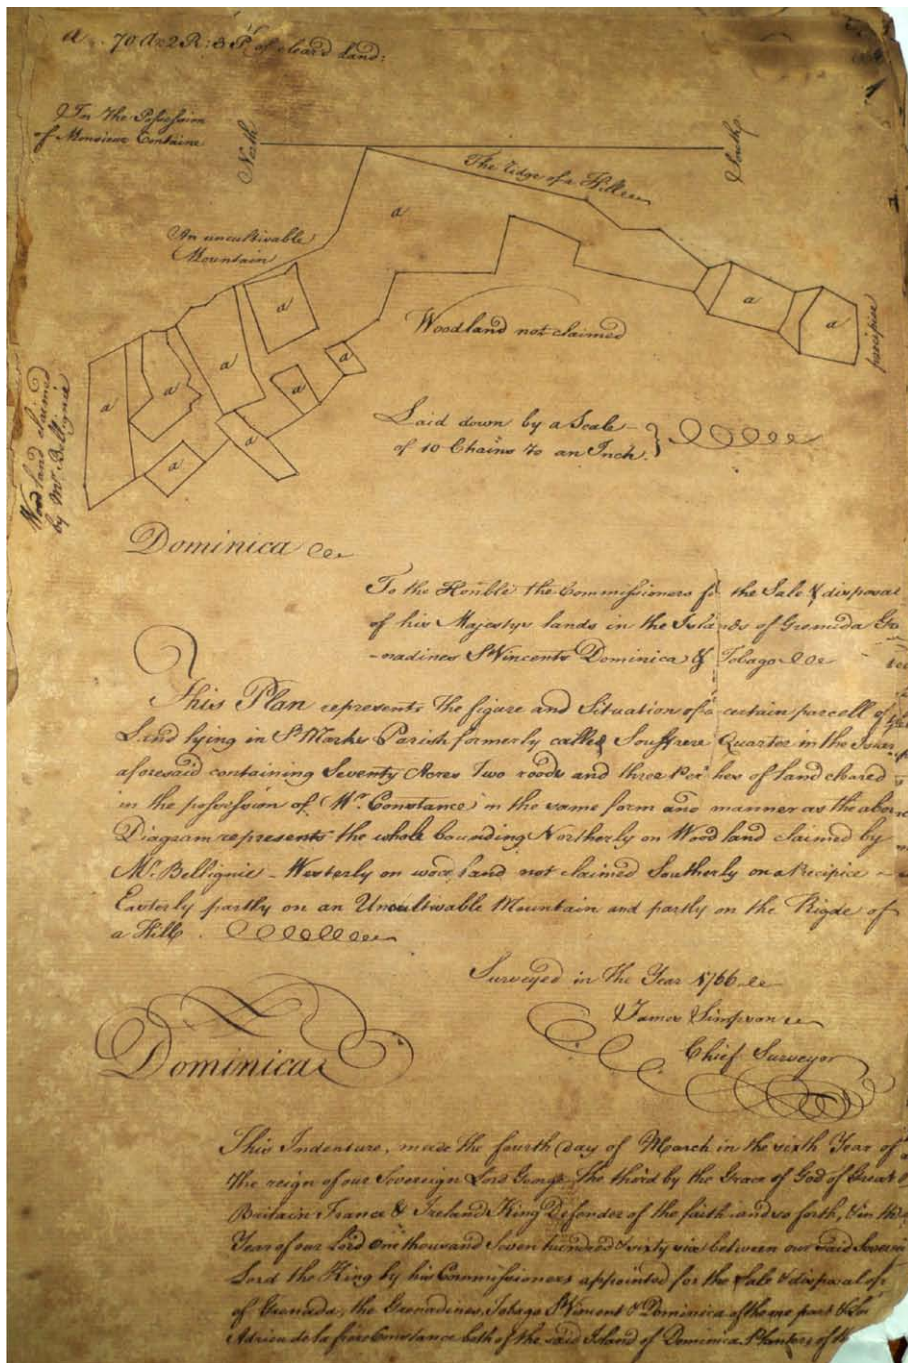 a .. 70 A: 2 R: 3 Ps. of cleard land:
In the Possession
of Monsieur Containe
North
South
The Ridge of a Hill
a
An uncultivable
Mountain
a
a
a
precipice
Woodland not claimed
a
a
a
a
a
a
Wood land claimed
by Mr. Bellignie
Laid down by a Scale
of 10 Chains to an Inch.
Dominica
To the Honble the Commissioners for the Sale & disposal
of his Majestys lands in the Islands of Grenada Gre
-nadines St Vincents Dominica & Tobago
This Plan represents the figure and Situation of a certain parcell of
Land lying in St Marks Parish formerly called Souffrere Quarter in the
aforesaid containing Seventy Acres Two roods and three Perches of land cleared
in the possession of Mr. Constance in the same form and manner as the above
Diagram represents the whole bounding Northerly on Wood land claimed by
Mr. Bellignie - Westerly on wood land not claimed Southerly on a Precipice
Easterly partly on an Uncultivable Mountain and partly on the Rigde of
a Hill.
Surveyed in the Year 1766
James Simpson
Chief Surveyor
Dominica
This Indenture, made the fourth day of March in the sixth Year of
the reign of our Sovereign Lord George the third by the Grace of God of Great
Britain France & Ireland King Defender of the faith and so forth, & in the
Year of our Lord One thousand Seven hundred & sixty six between our said Sovereign
Lord the King by his Commissioners appointed for the Sale & disposal of
of Grenada, the Grenadines, Tobago St Vincent & Dominica of the one part &
Adrien de la Constance both of the said Island of Dominica Planters of the